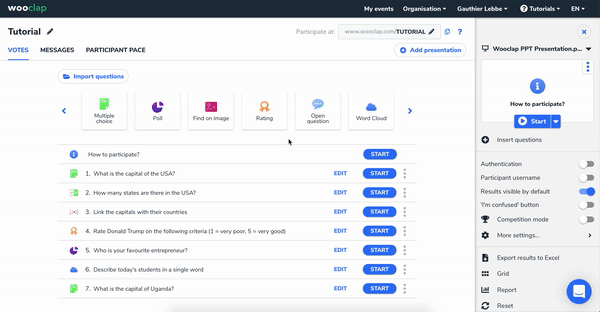 wooclap
My events Organisation Gauthier Lebbe Tutorials EN
Tutorial
Participate at: www.wooclap.com/TUTORIAL
VOTES MESSAGES PARTICIPANT PACE
Add presentation
Import questions
Multiple choice
Poll
Find on image
Rating
Open question
Word Cloud
How to participate? START
1. What is the capital of the USA? EDIT START
2. How many states are there in the USA? EDIT START
3. Link the capitals with their countries EDIT START
4. Rate Donald Trump on the following criteria (1 = very poor, 5 = very good) EDIT START
5. Who is your favourite entrepreneur? EDIT START
6. Describe today's students in a single word EDIT START
7. What is the capital of Uganda? EDIT START
Wooclap PPT Presentation.p...
How to participate?
Start
Insert questions
Authentication
Participant username
Results visible by default
'I'm confused' button
Competition mode
More settings...
Export results to Excel
Grid
Report
Reset